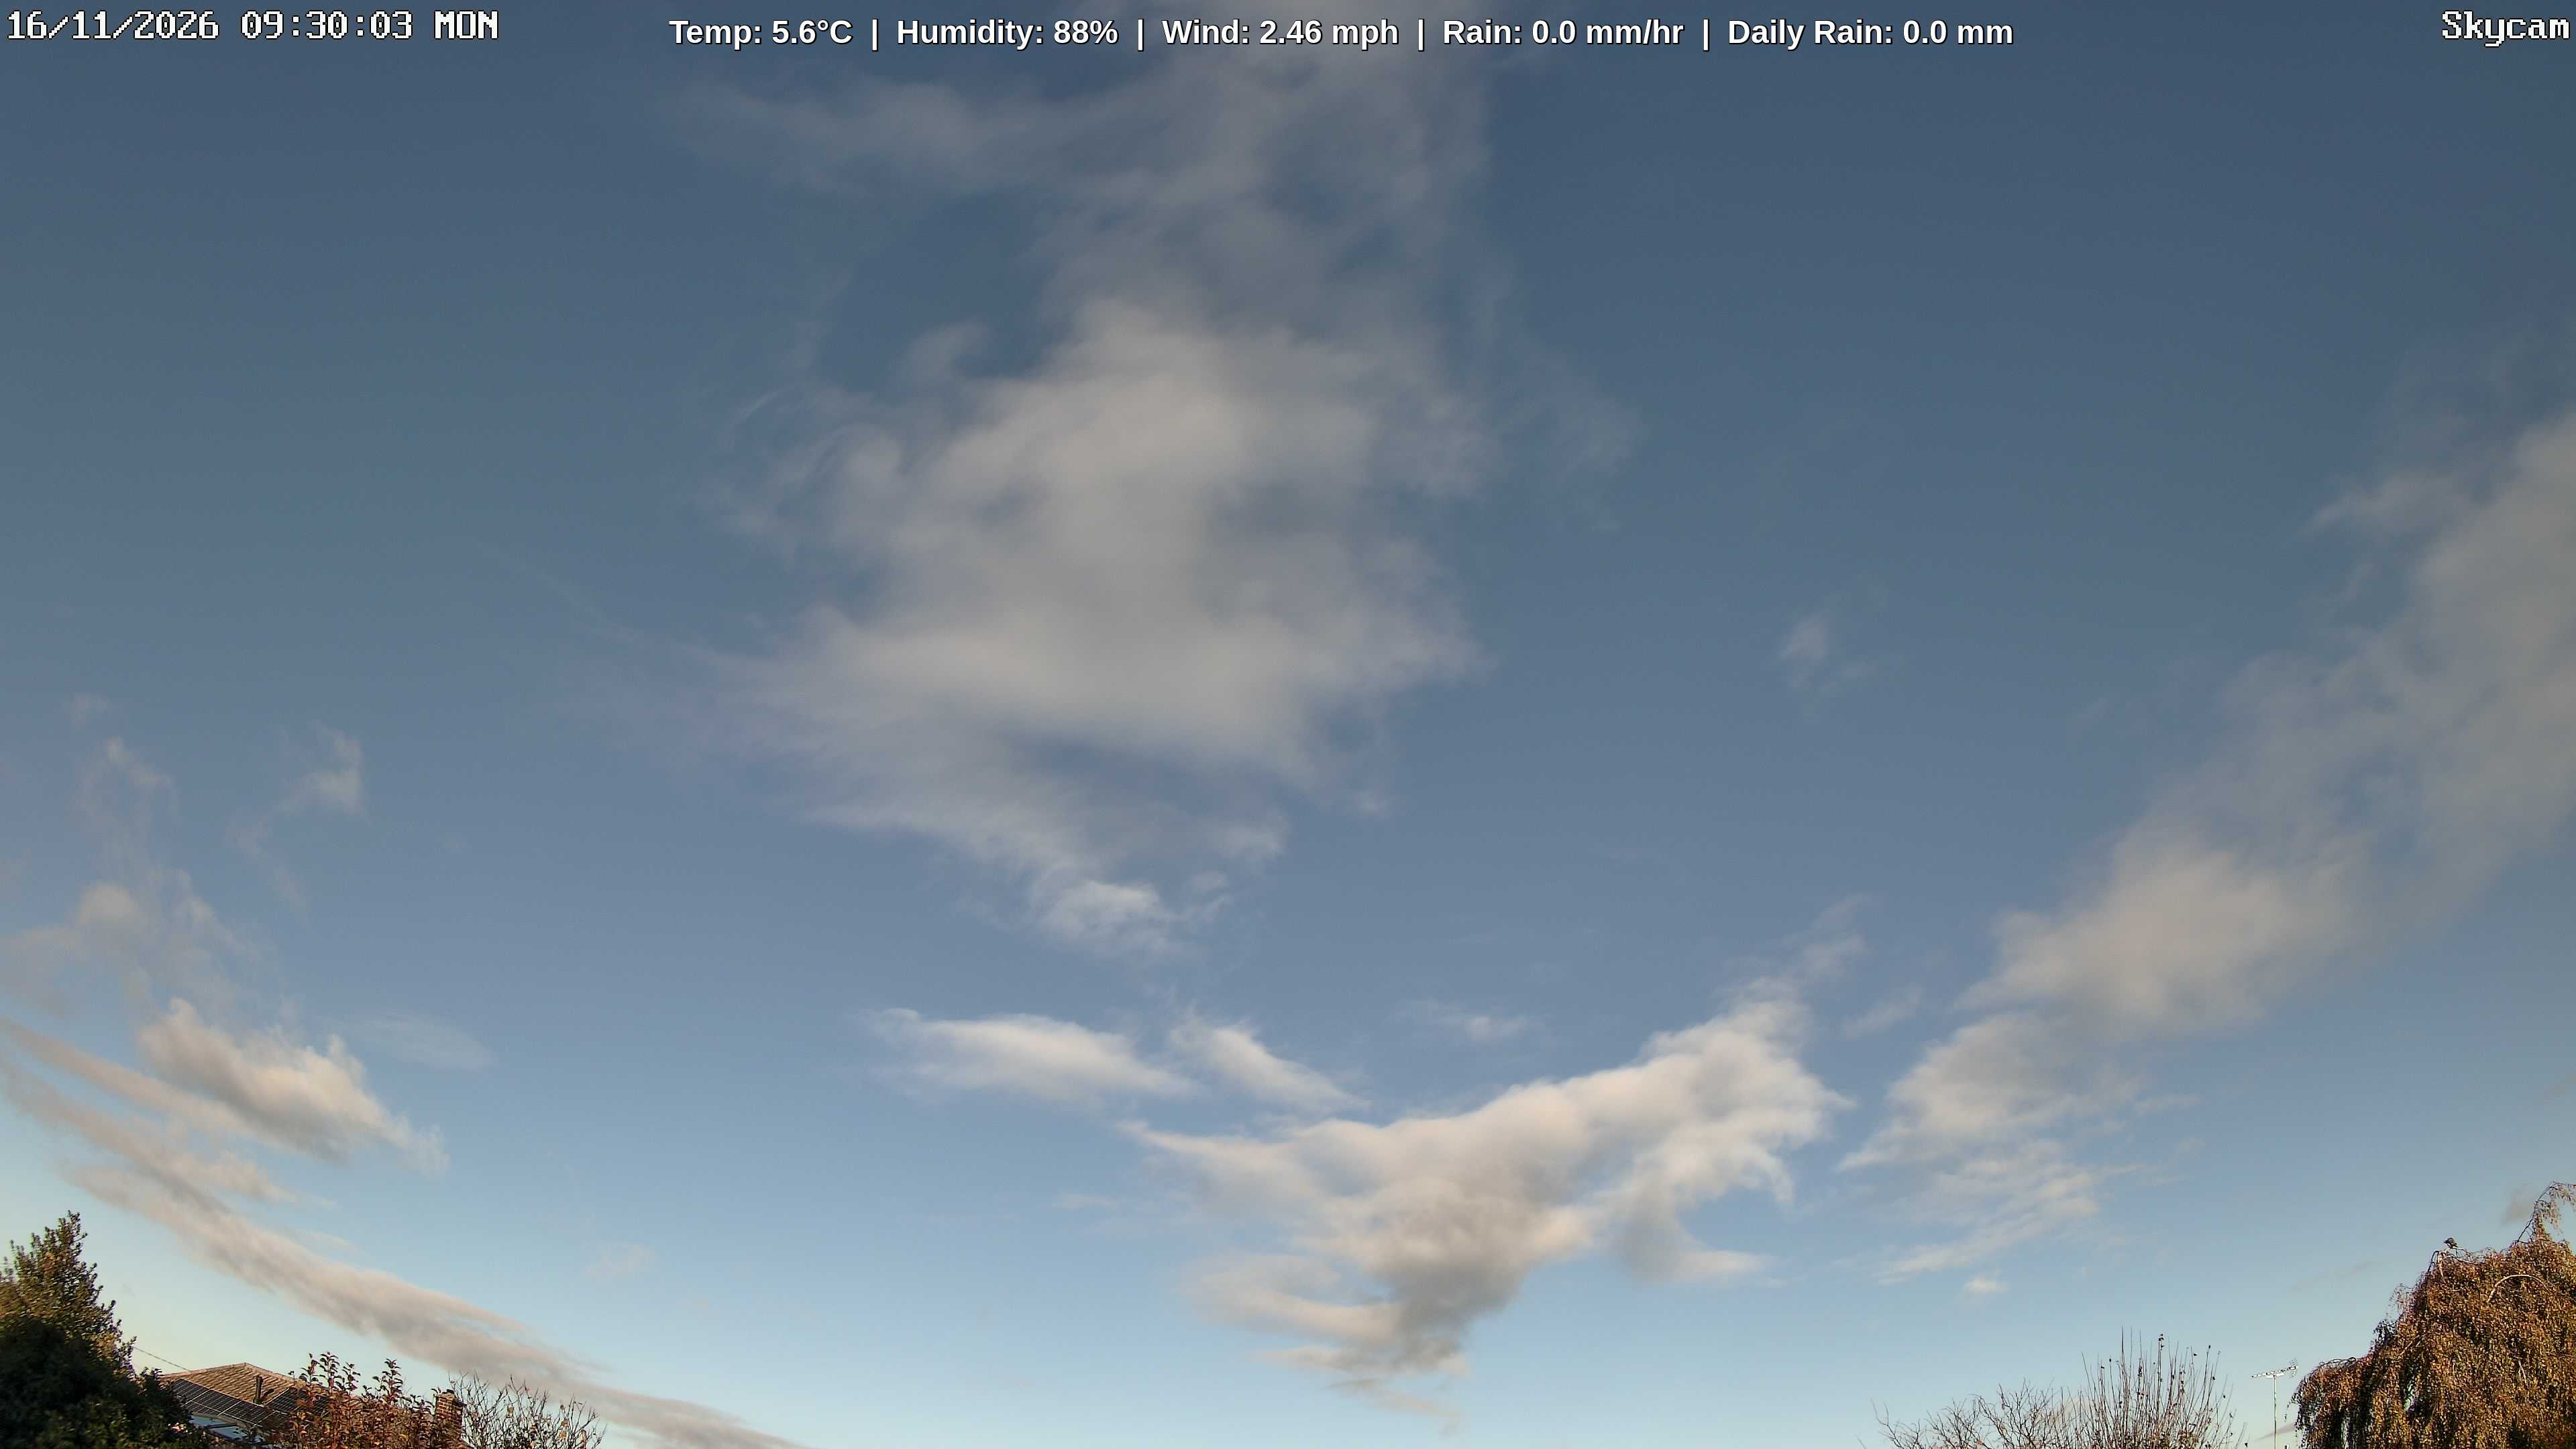 16/11/2026 09:30:03 MON
Temp: 5.6°C | Humidity: 88% | Wind: 2.46 mph | Rain: 0.0 mm/hr | Daily Rain: 0.0 mm
Skycam